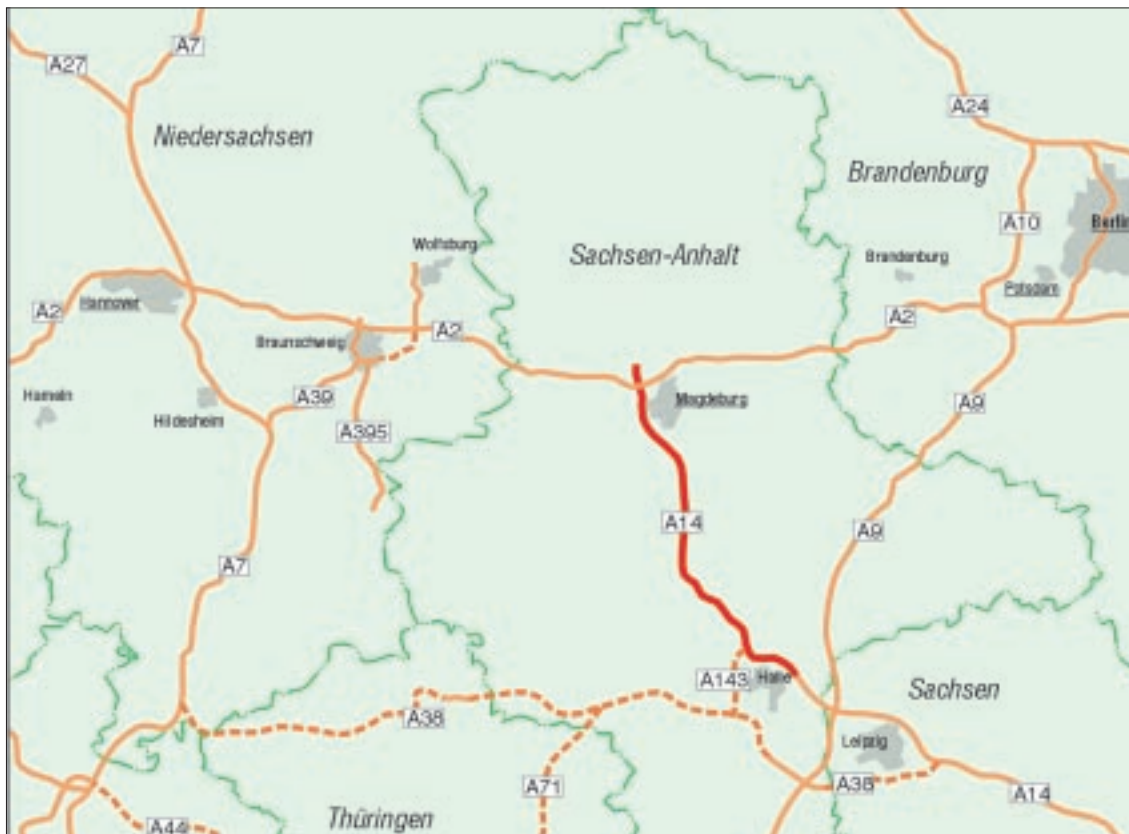 A7
A27
A24
Niedersachsen
Brandenburg
A10
Berlin
Wolfsburg
Sachsen-Anhalt
Brandenburg
Potsdam
Hannover
A2
A2
A2
Braunschweig
Hameln
A39
Magdeburg
A9
Hildesheim
A395
A14
A9
A7
A143
Halle
Sachsen
A38
Leipzig
A71
A38
A14
Thüringen
A44